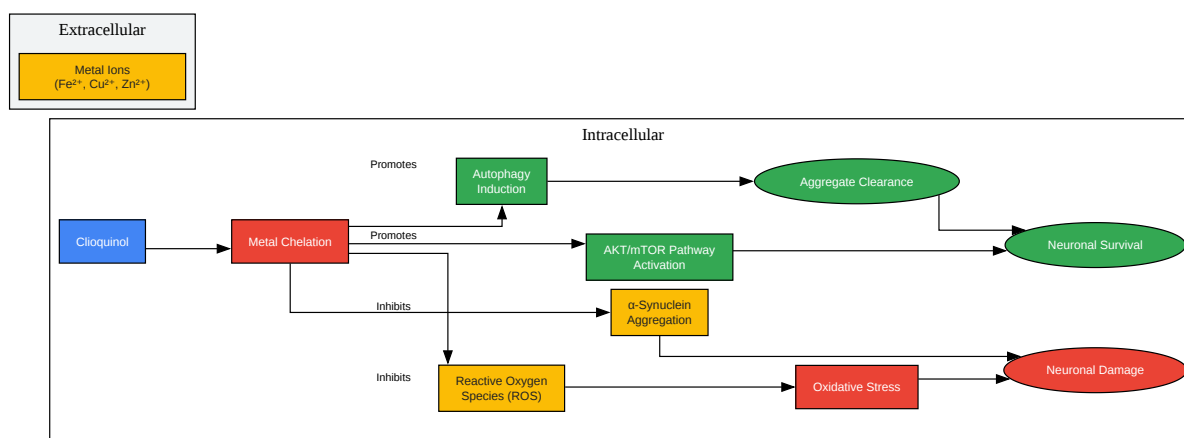 Extracellular
Metal Ions
(Fe²⁺, Cu²⁺, Zn²⁺)
Intracellular
Promotes
Autophagy
Induction
Aggregate Clearance
Clioquinol
Metal Chelation
Promotes
AKT/mTOR Pathway
Activation
Neuronal Survival
Inhibits
α-Synuclein
Aggregation
Inhibits
Reactive Oxygen
Species (ROS)
Oxidative Stress
Neuronal Damage